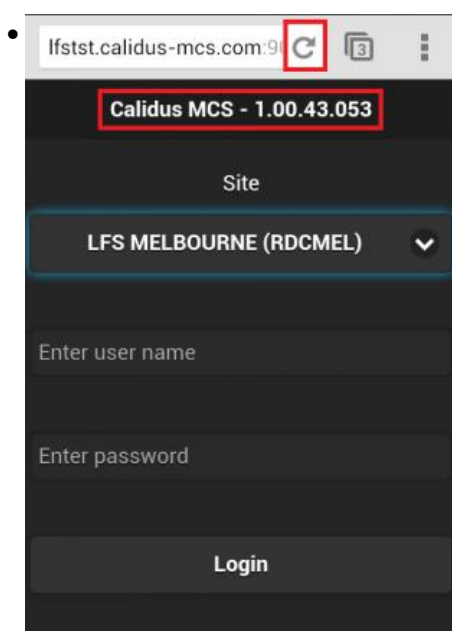 lfstst.calidus-mcs.com:9
3
Calidus MCS - 1.00.43.053
Site
LFS MELBOURNE (RDCMEL)
Enter user name
Enter password
Login